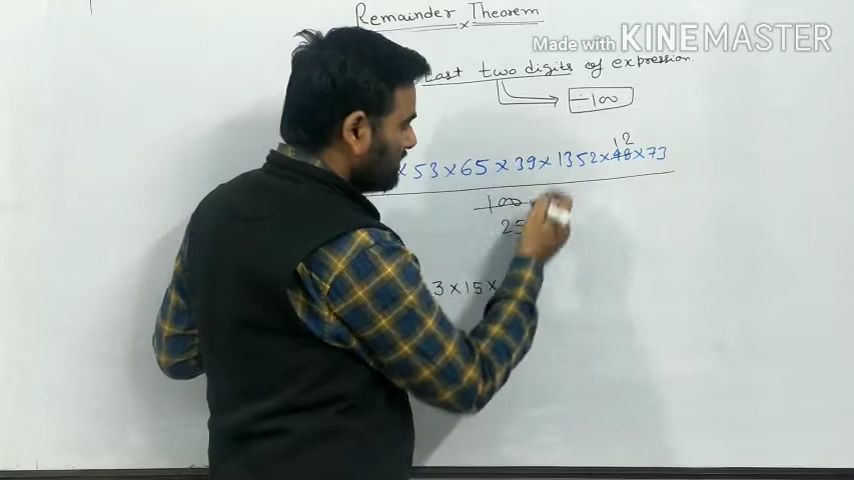 Remainder Theorem
×
Made with KINEMASTER
Last two digits of expression.
÷100
12
×53×65×39×1352×48×73
100
25
3×15×